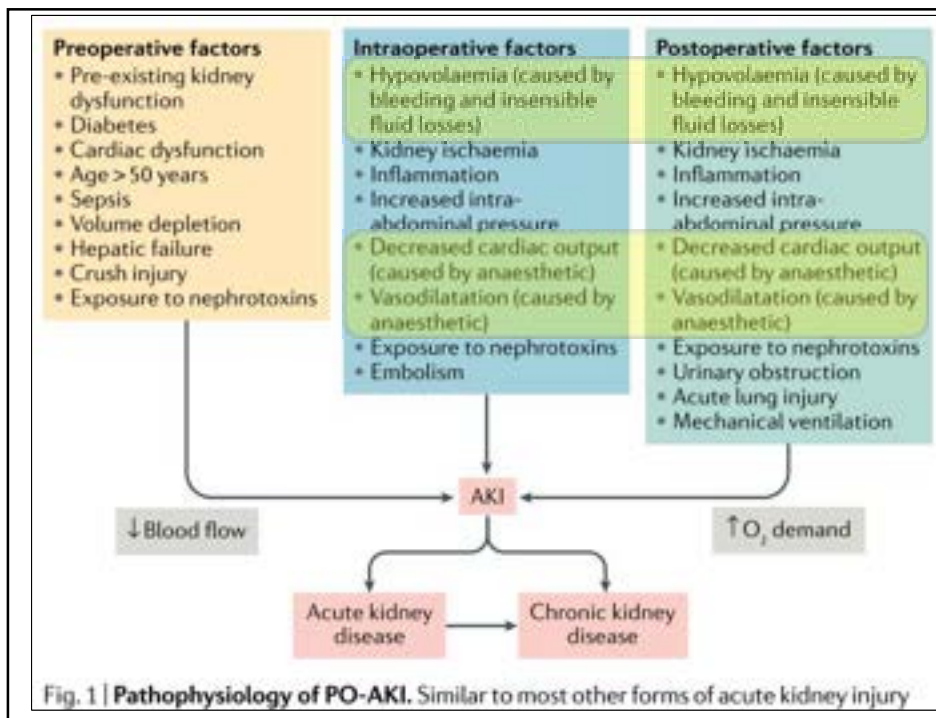 Preoperative factors
• Pre-existing kidney
dysfunction
• Diabetes
• Cardiac dysfunction
• Age > 50 years
• Sepsis
• Volume depletion
• Hepatic failure
• Crush injury
• Exposure to nephrotoxins
Intraoperative factors
• Hypovolaemia (caused by
bleeding and insensible
fluid losses)
• Kidney ischaemia
• Inflammation
• Increased intra-
abdominal pressure
• Decreased cardiac output
(caused by anaesthetic)
• Vasodilatation (caused by
anaesthetic)
• Exposure to nephrotoxins
• Embolism
Postoperative factors
• Hypovolaemia (caused by
bleeding and insensible
fluid losses)
• Kidney ischaemia
• Inflammation
• Increased intra-
abdominal pressure
• Decreased cardiac output
(caused by anaesthetic)
• Vasodilatation (caused by
anaesthetic)
• Exposure to nephrotoxins
• Urinary obstruction
• Acute lung injury
• Mechanical ventilation
AKI
↓Blood flow
↑O₂ demand
Acute kidney
disease
Chronic kidney
disease
Fig. 1 | Pathophysiology of PO-AKI. Similar to most other forms of acute kidney injury